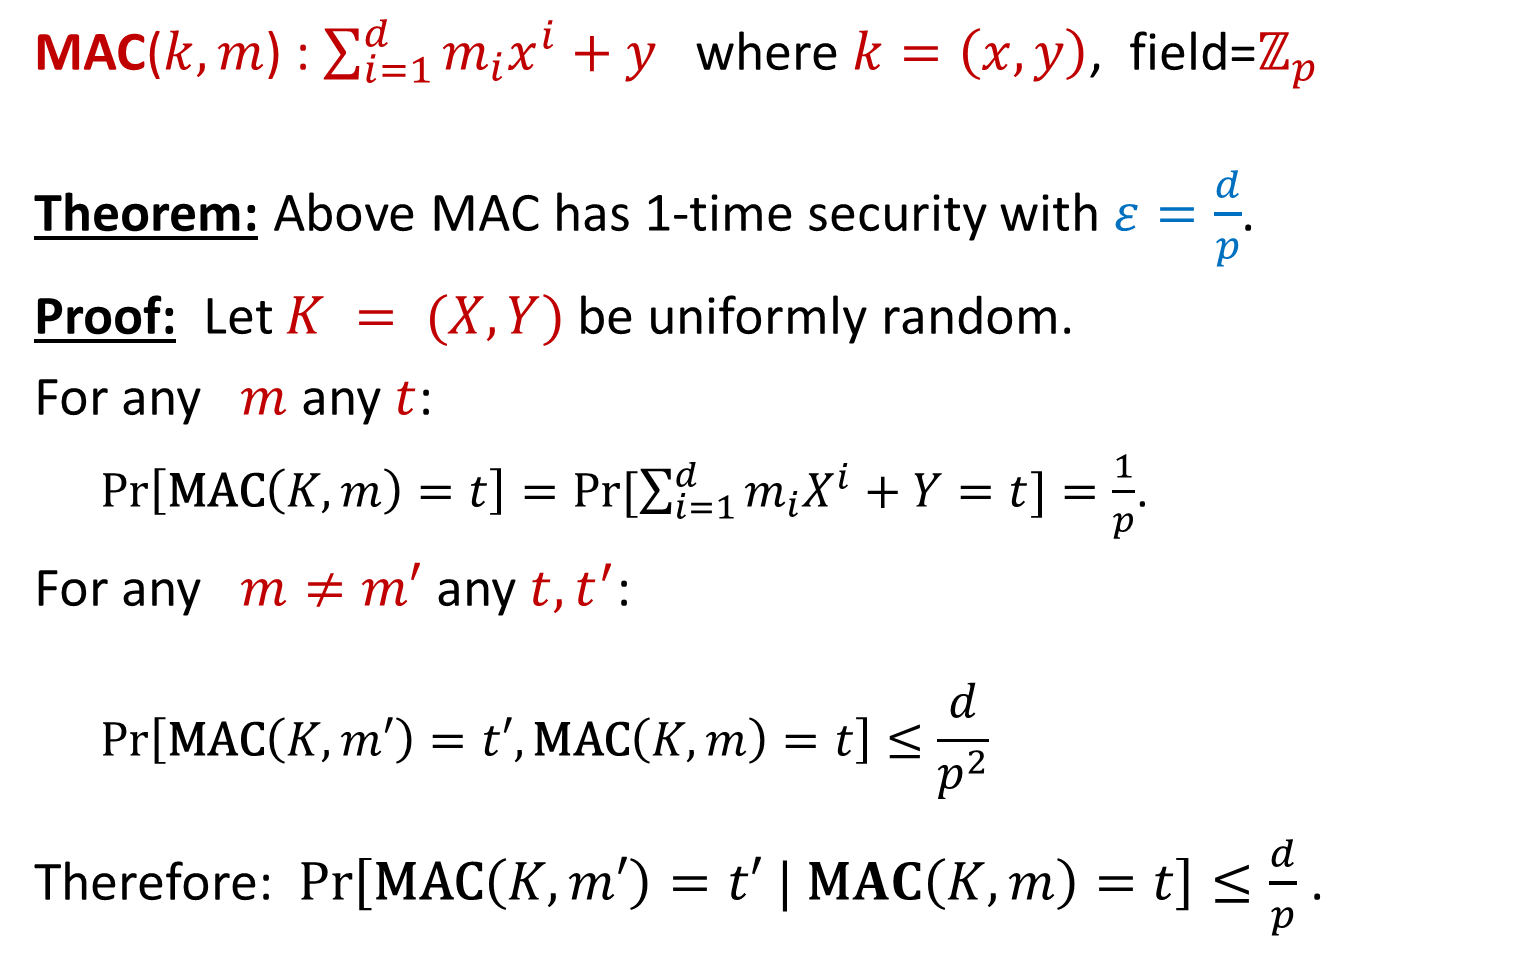 MAC(k, m) : ∑_{i=1}^{d} m_i x^i + y where k = (x, y), field=ℤ_p
Theorem: Above MAC has 1-time security with ε = d/p.
Proof: Let K = (X, Y) be uniformly random.
For any m any t:
Pr[MAC(K, m) = t] = Pr[∑_{i=1}^{d} m_i X^i + Y = t] = 1/p.
For any m ≠ m′ any t, t′:
Pr[MAC(K, m′) = t′, MAC(K, m) = t] ≤ d/p²
Therefore: Pr[MAC(K, m′) = t′ | MAC(K, m) = t] ≤ d/p .